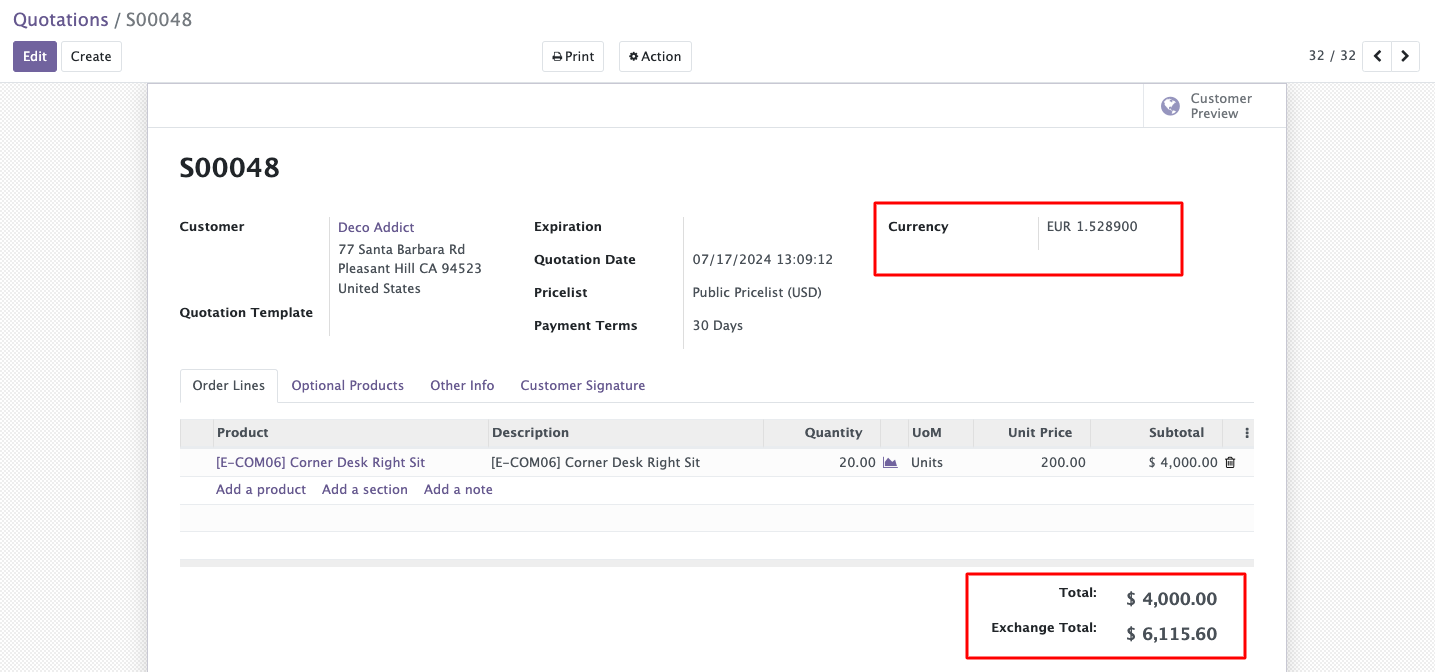 Quotations / S00048
Edit Create Print Action 32 / 32
Customer
Preview
S00048
Customer
Deco Addict
77 Santa Barbara Rd
Pleasant Hill CA 94523
United States
Quotation Template
Expiration
Quotation Date 07/17/2024 13:09:12
Pricelist Public Pricelist (USD)
Payment Terms 30 Days
Currency EUR 1.528900
Order Lines Optional Products Other Info Customer Signature
Product Description Quantity UoM Unit Price Subtotal
[E-COM06] Corner Desk Right Sit [E-COM06] Corner Desk Right Sit 20.00 Units 200.00 $ 4,000.00
Add a product Add a section Add a note
Total: $ 4,000.00
Exchange Total: $ 6,115.60